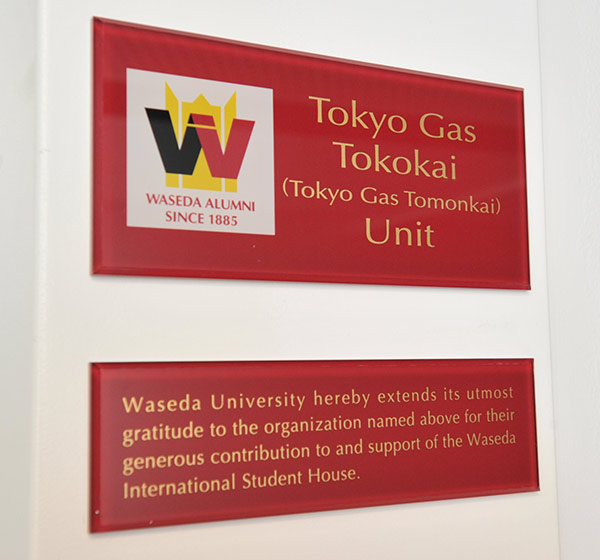 Tokyo Gas
Tokokai
(Tokyo Gas Tomonkai)
Unit
W
WASEDA ALUMNI
SINCE 1885
Waseda University hereby extends its utmost
gratitude to the organization named above for their
generous contribution to and support of the Waseda
International Student House.